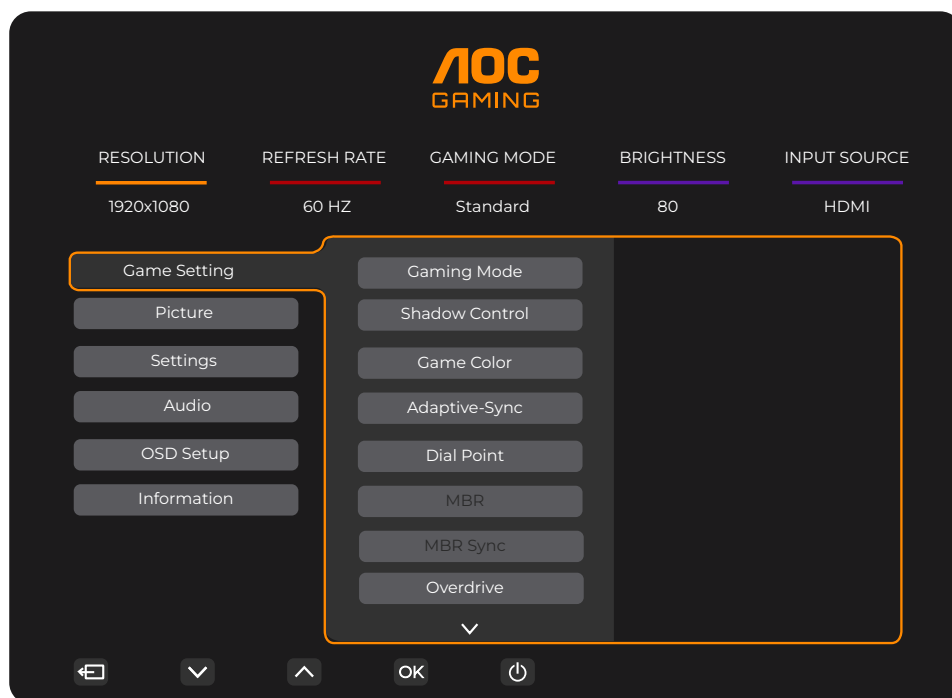 AOC
GAMING
RESOLUTION REFRESH RATE GAMING MODE BRIGHTNESS INPUT SOURCE
1920x1080 60 HZ Standard 80 HDMI
Game Setting
Picture
Settings
Audio
OSD Setup
Information
Gaming Mode
Shadow Control
Game Color
Adaptive-Sync
Dial Point
MBR
MBR Sync
Overdrive
OK